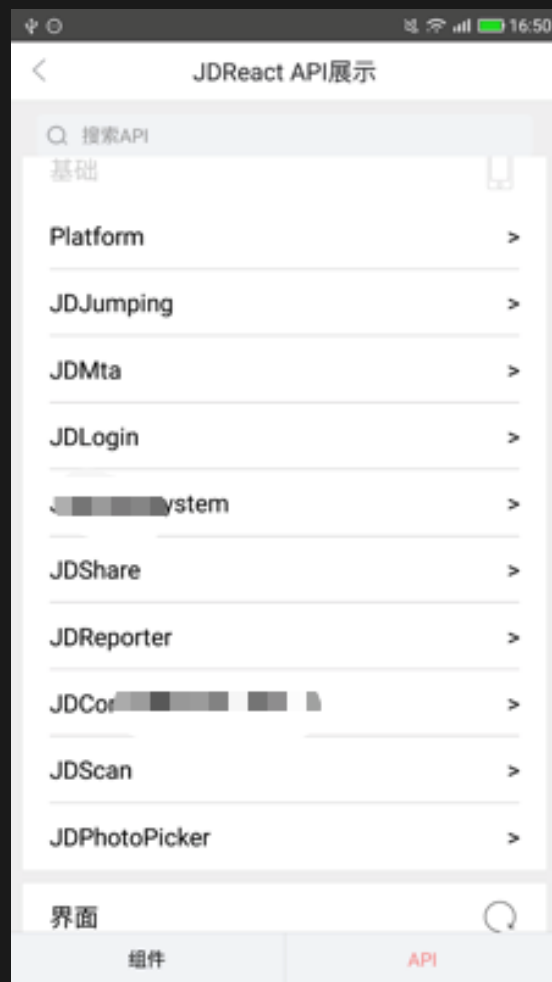 16:50
JDReact API展示
搜索API
基础
Platform >
JDJumping >
JDMta >
JDLogin >
ystem >
JDShare >
JDReporter >
JDCo >
JDScan >
JDPhotoPicker >
界面
组件 API